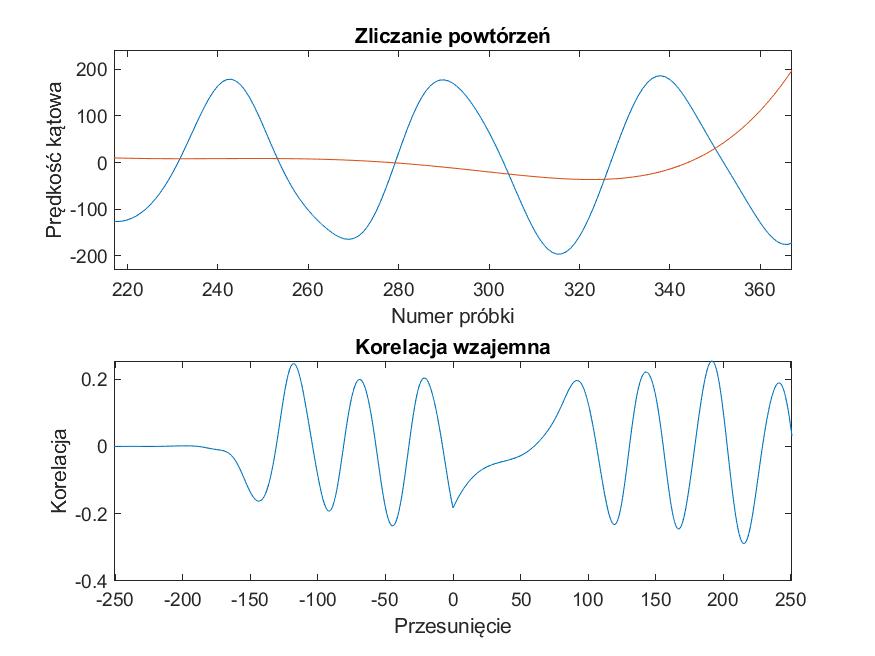 Zliczanie powtórzeń
Prędkość kątowa
200
100
0
-100
-200
220 240 260 280 300 320 340 360
Numer próbki
Korelacja wzajemna
Korelacja
0.2
0
-0.2
-0.4
-250 -200 -150 -100 -50 0 50 100 150 200 250
Przesunięcie